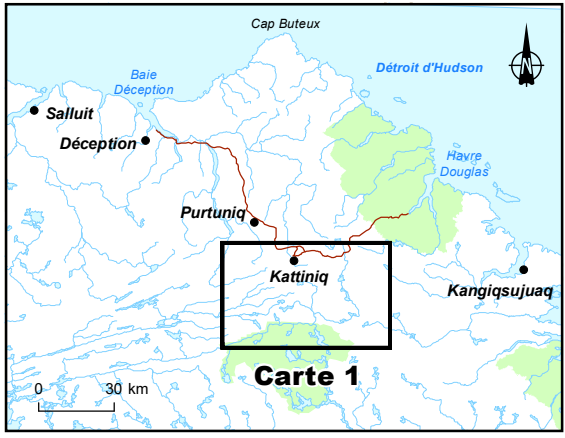 Cap Buteux
N
Détroit d'Hudson
Baie
Déception
Salluit
Déception
Havre
Douglas
Purtuniq
Kattiniq
Kangiqsujuaq
Carte 1
0 30 km